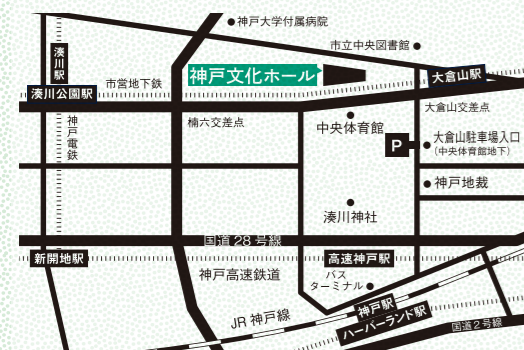 神戸大学付属病院
市立中央図書館
湊川駅
大倉山駅
神戸文化ホール
市営地下鉄
湊川公園駅
大倉山交差点
神戸電鉄
楠六交差点
中央体育館
P
大倉山駐車場入口
(中央体育館地下)
神戸地裁
湊川神社
国道28号線
新開地駅
高速神戸駅
神戸高速鉄道
バス
ターミナル
神戸駅
JR 神戸線
ハーバーランド駅
国道2号線